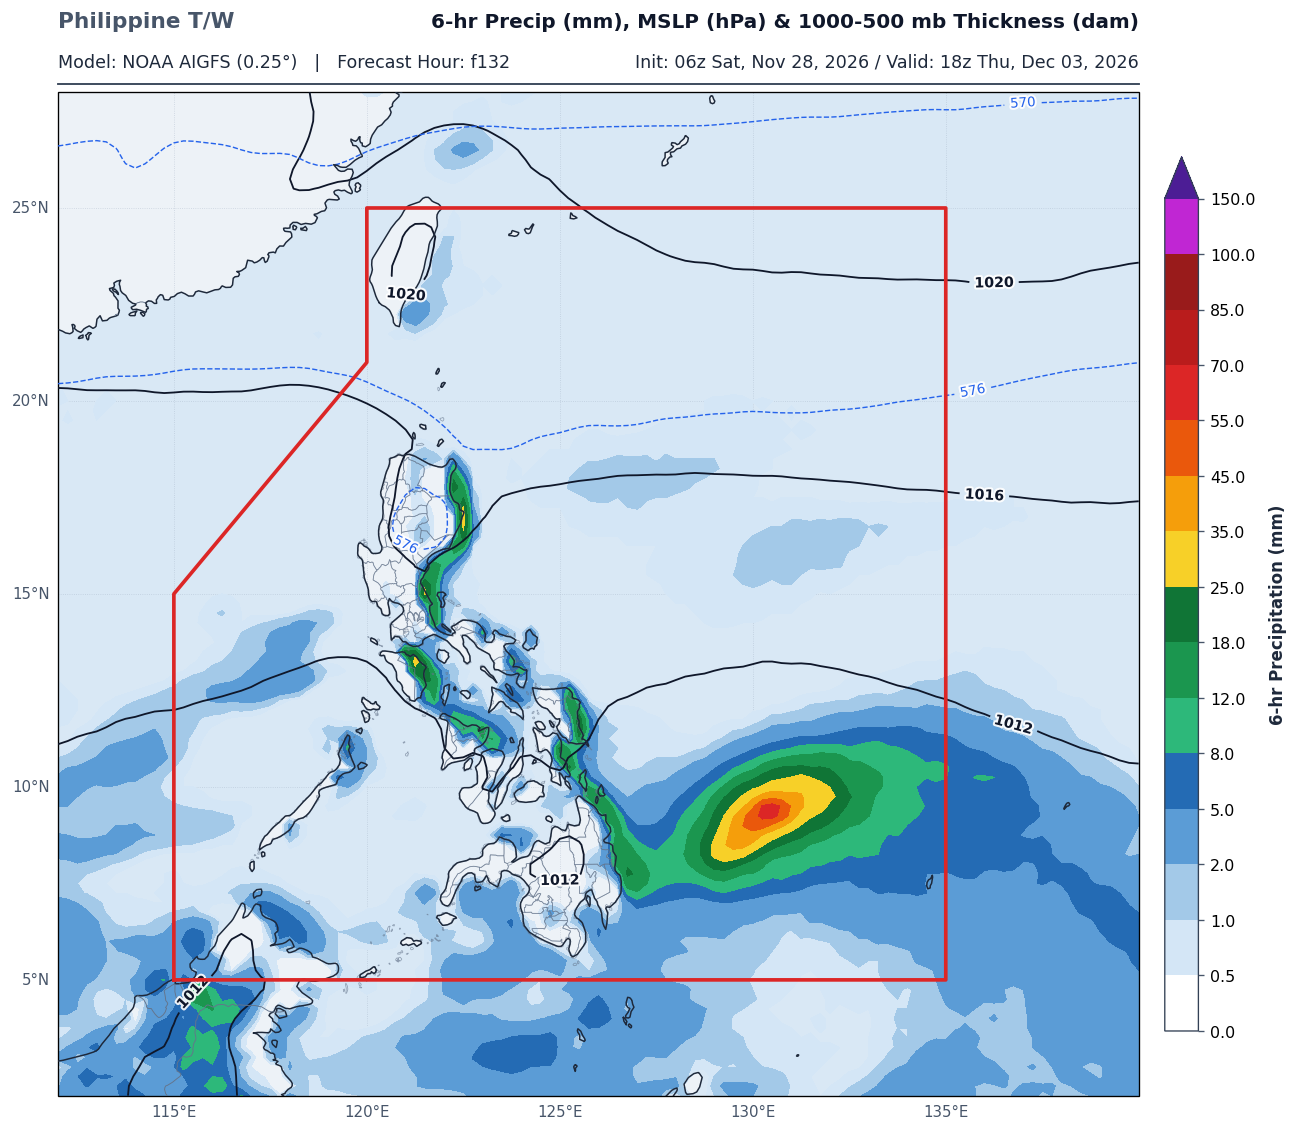 Philippine T/W
6-hr Precip (mm), MSLP (hPa) & 1000-500 mb Thickness (dam)
Model: NOAA AIGFS (0.25°) | Forecast Hour: f132
Init: 06z Sat, Nov 28, 2026 / Valid: 18z Thu, Dec 03, 2026
570
25°N
1020
1020
576
20°N
1016
576
15°N
1012
10°N
1012
5°N
1012
115°E
120°E
125°E
130°E
135°E
150.0
100.0
85.0
70.0
55.0
45.0
35.0
25.0
18.0
12.0
8.0
5.0
2.0
1.0
0.5
0.0
6-hr Precipitation (mm)